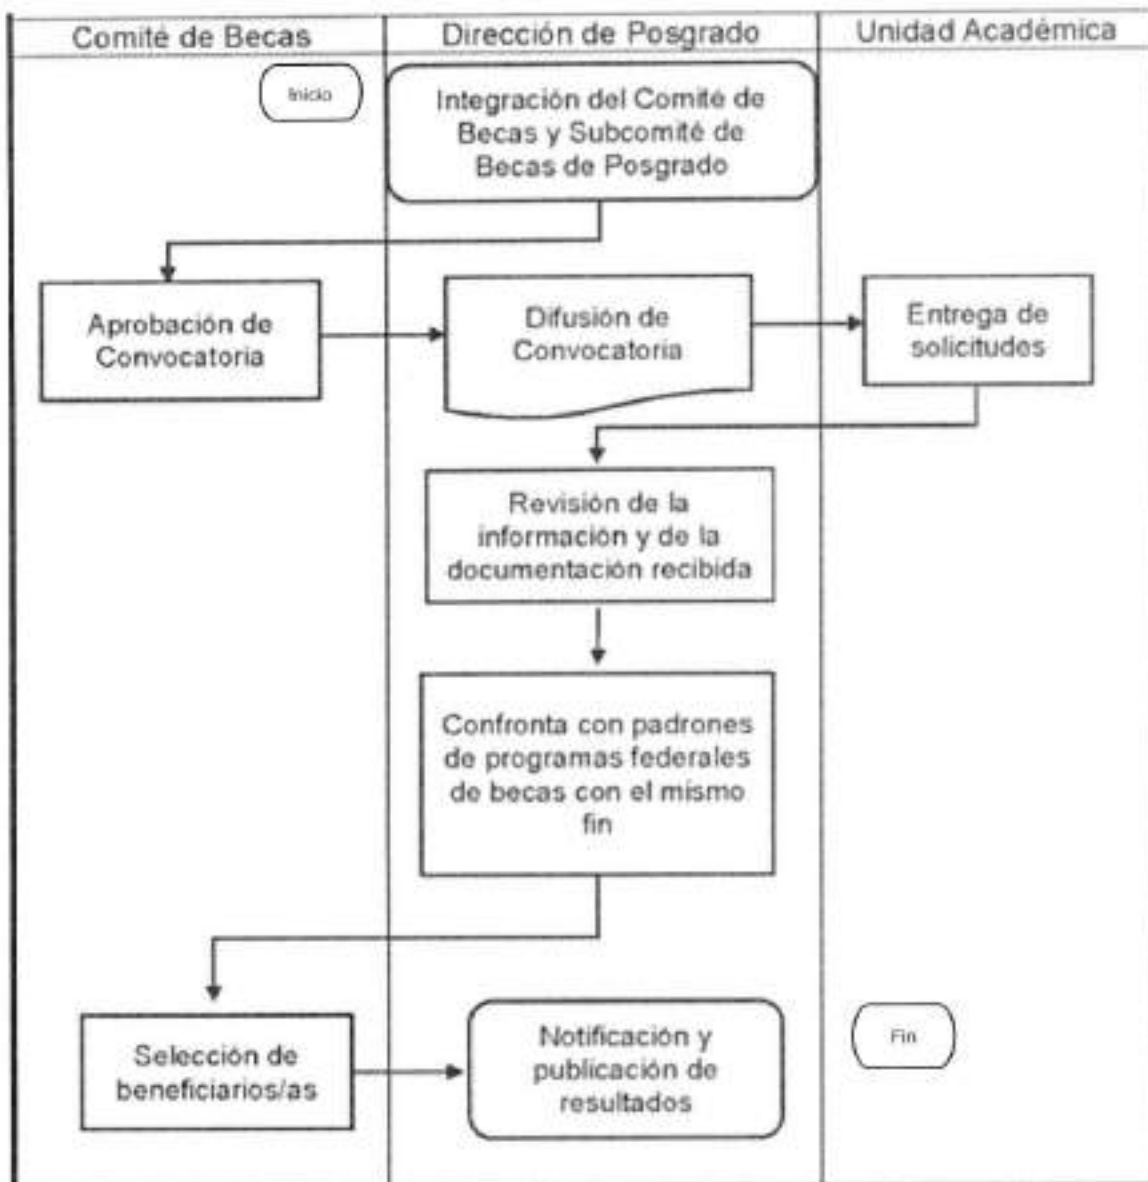 Comité de Becas
Dirección de Posgrado
Unidad Académica
Inicio
Integración del Comité de
Becas y Subcomité de
Becas de Posgrado
Aprobación de
Convocatoria
Difusión de
Convocatoria
Entrega de
solicitudes
Revisión de la
información y de la
documentación recibida
Confronta con padrones
de programas federales
de becas con el mismo
fin
Selección de
beneficiarios/as
Notificación y
publicación de
resultados
Fin